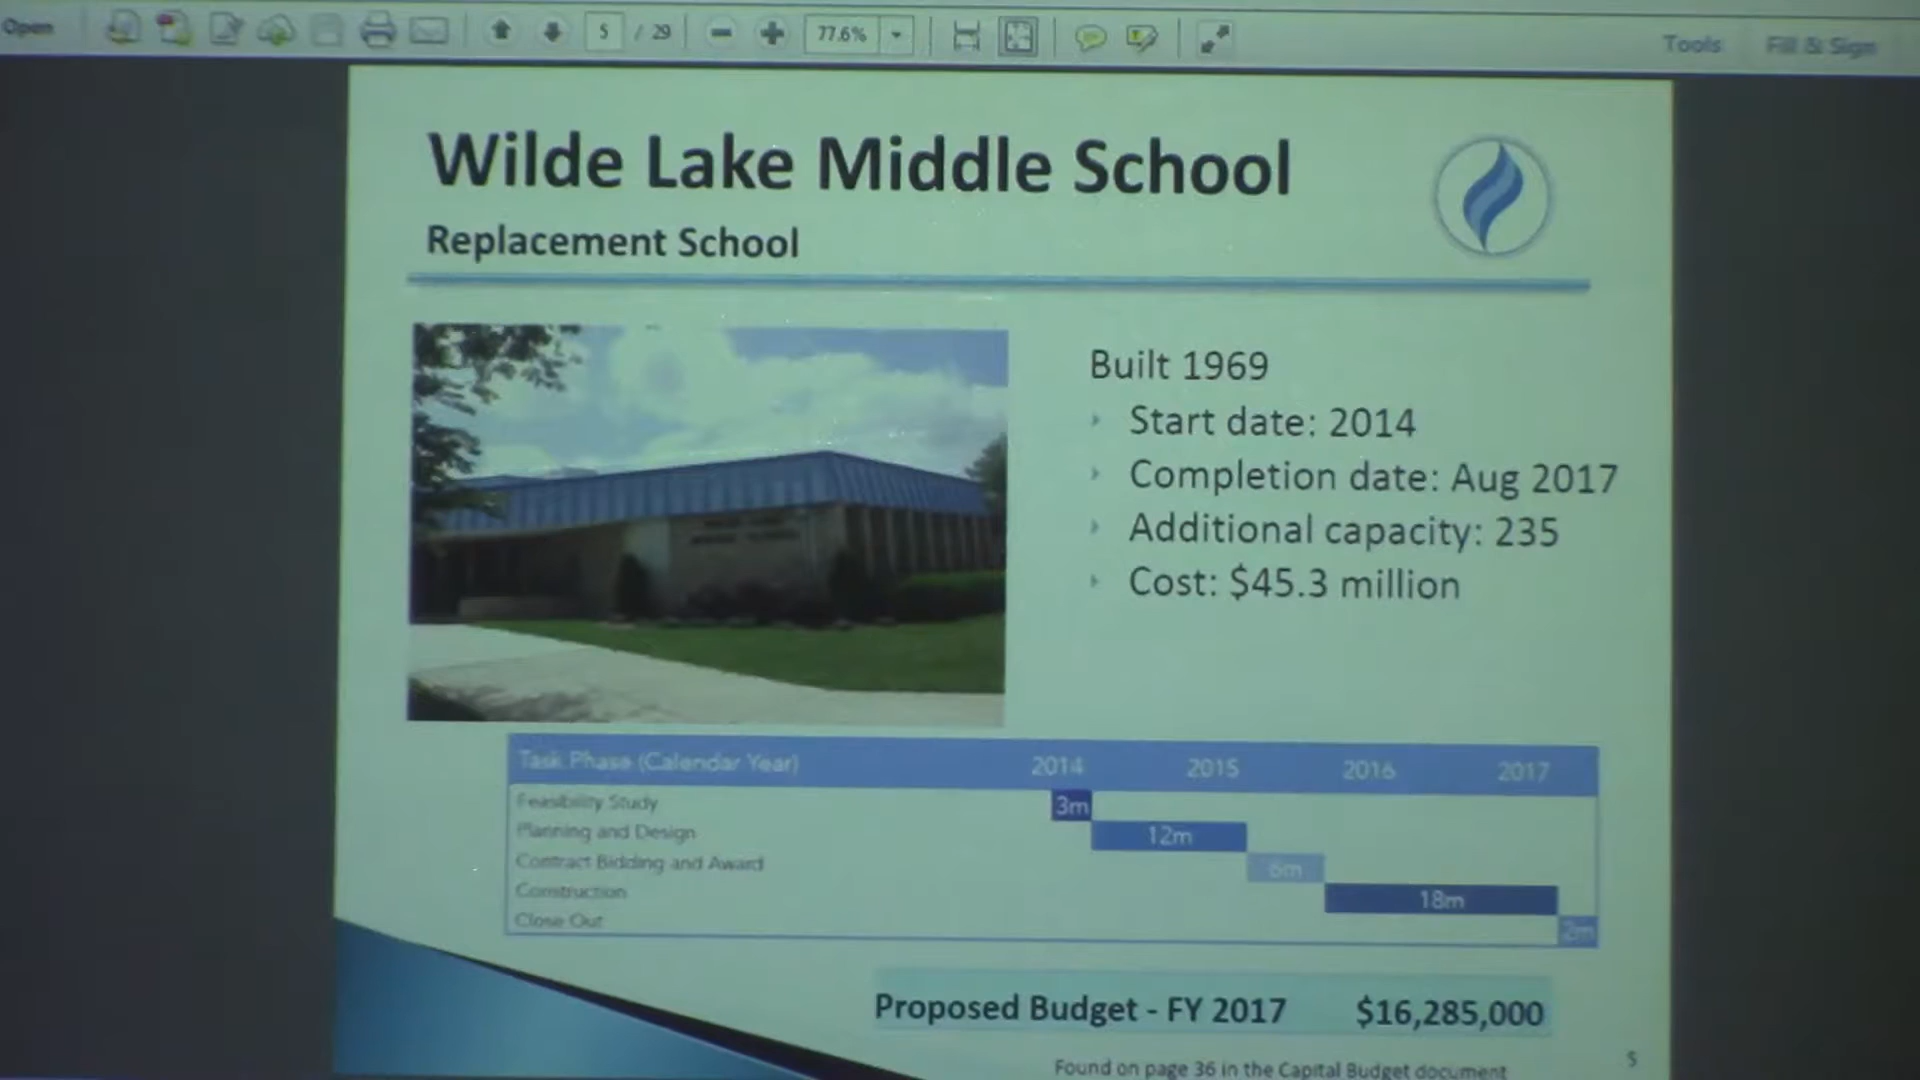 Open
5 / 29
77.6%
Tools
Fill & Sign
Wilde Lake Middle School
Replacement School
Built 1969
Start date: 2014
Completion date: Aug 2017
Additional capacity: 235
Cost: $45.3 million
Task Phase (Calendar Year) 2014 2015 2016 2017
Feasibility Study 3m
Planning and Design 12m
Contract Bidding and Award 6m
Construction 18m
Close Out 2m
Proposed Budget - FY 2017 $16,285,000
Found on page 36 in the Capital Budget document
5